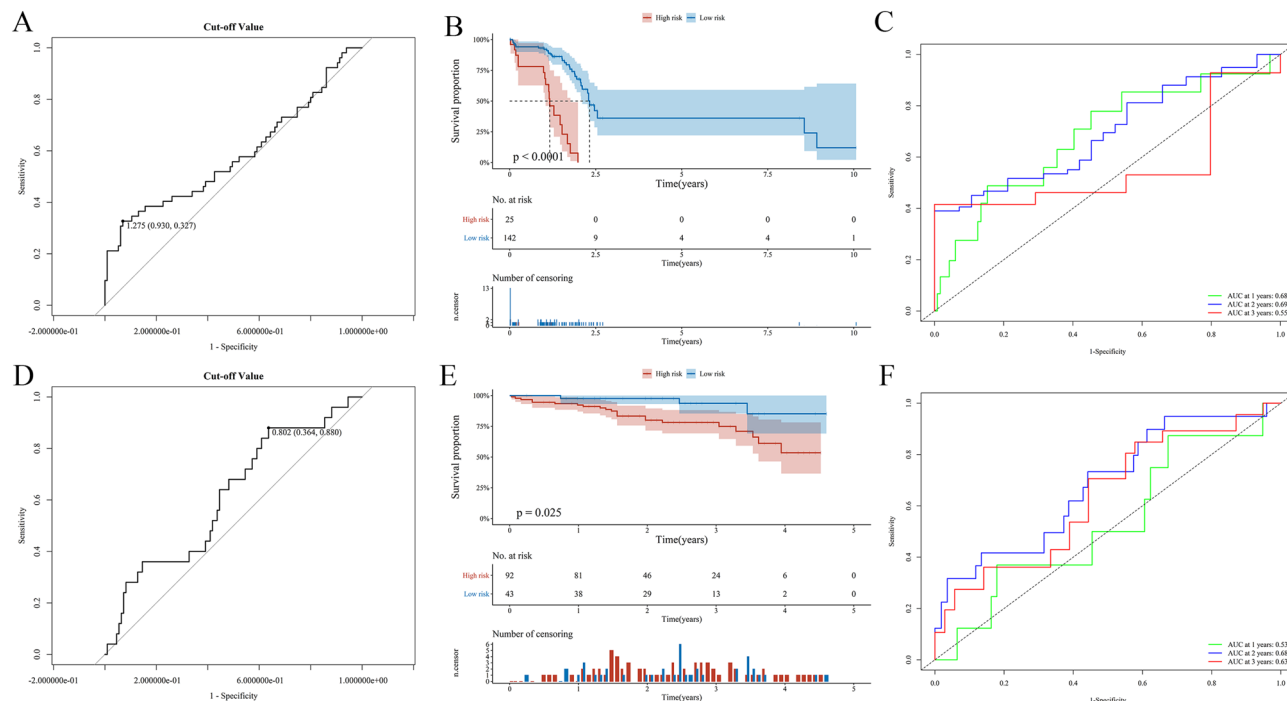 A
Cut-off Value
1.0
0.8
0.6
0.4
0.2
0.0
Sensitivity
1.275 (0.930, 0.327)
-2.000000e-01 2.000000e-01 6.000000e-01 1.000000e+00
1 - Specificity
B
High risk Low risk
100%
75%
50%
25%
0%
Survival proportion
p < 0.0001
0 2.5 5 7.5 10
Time(years)
No. at risk
High risk 25 0 0 0 0
Low risk 142 9 4 4 1
0 2.5 5 7.5 10
Time(years)
Number of censoring
n.censor
13
2
0
0 2.5 5 7.5 10
Time(years)
C
1.0
0.8
0.6
0.4
0.2
0.0
Sensitivity
AUC at 1 years: 0.68
AUC at 2 years: 0.69
AUC at 3 years: 0.55
0.0 0.2 0.4 0.6 0.8 1.0
1-Specificity
D
Cut-off Value
1.0
0.8
0.6
0.4
0.2
0.0
Sensitivity
0.802 (0.364, 0.880)
-2.000000e-01 2.000000e-01 6.000000e-01 1.000000e+00
1 - Specificity
E
High risk Low risk
100%
75%
50%
25%
0%
Survival proportion
p = 0.025
0 1 2 3 4 5
Time(years)
No. at risk
High risk 92 81 46 24 6 0
Low risk 43 38 29 13 2 0
0 1 2 3 4 5
Time(years)
Number of censoring
n.censor
6
5
4
3
2
1
0
0 1 2 3 4 5
Time(years)
F
1.0
0.8
0.6
0.4
0.2
0.0
Sensitivity
AUC at 1 years: 0.53
AUC at 2 years: 0.68
AUC at 3 years: 0.63
0.0 0.2 0.4 0.6 0.8 1.0
1-Specificity